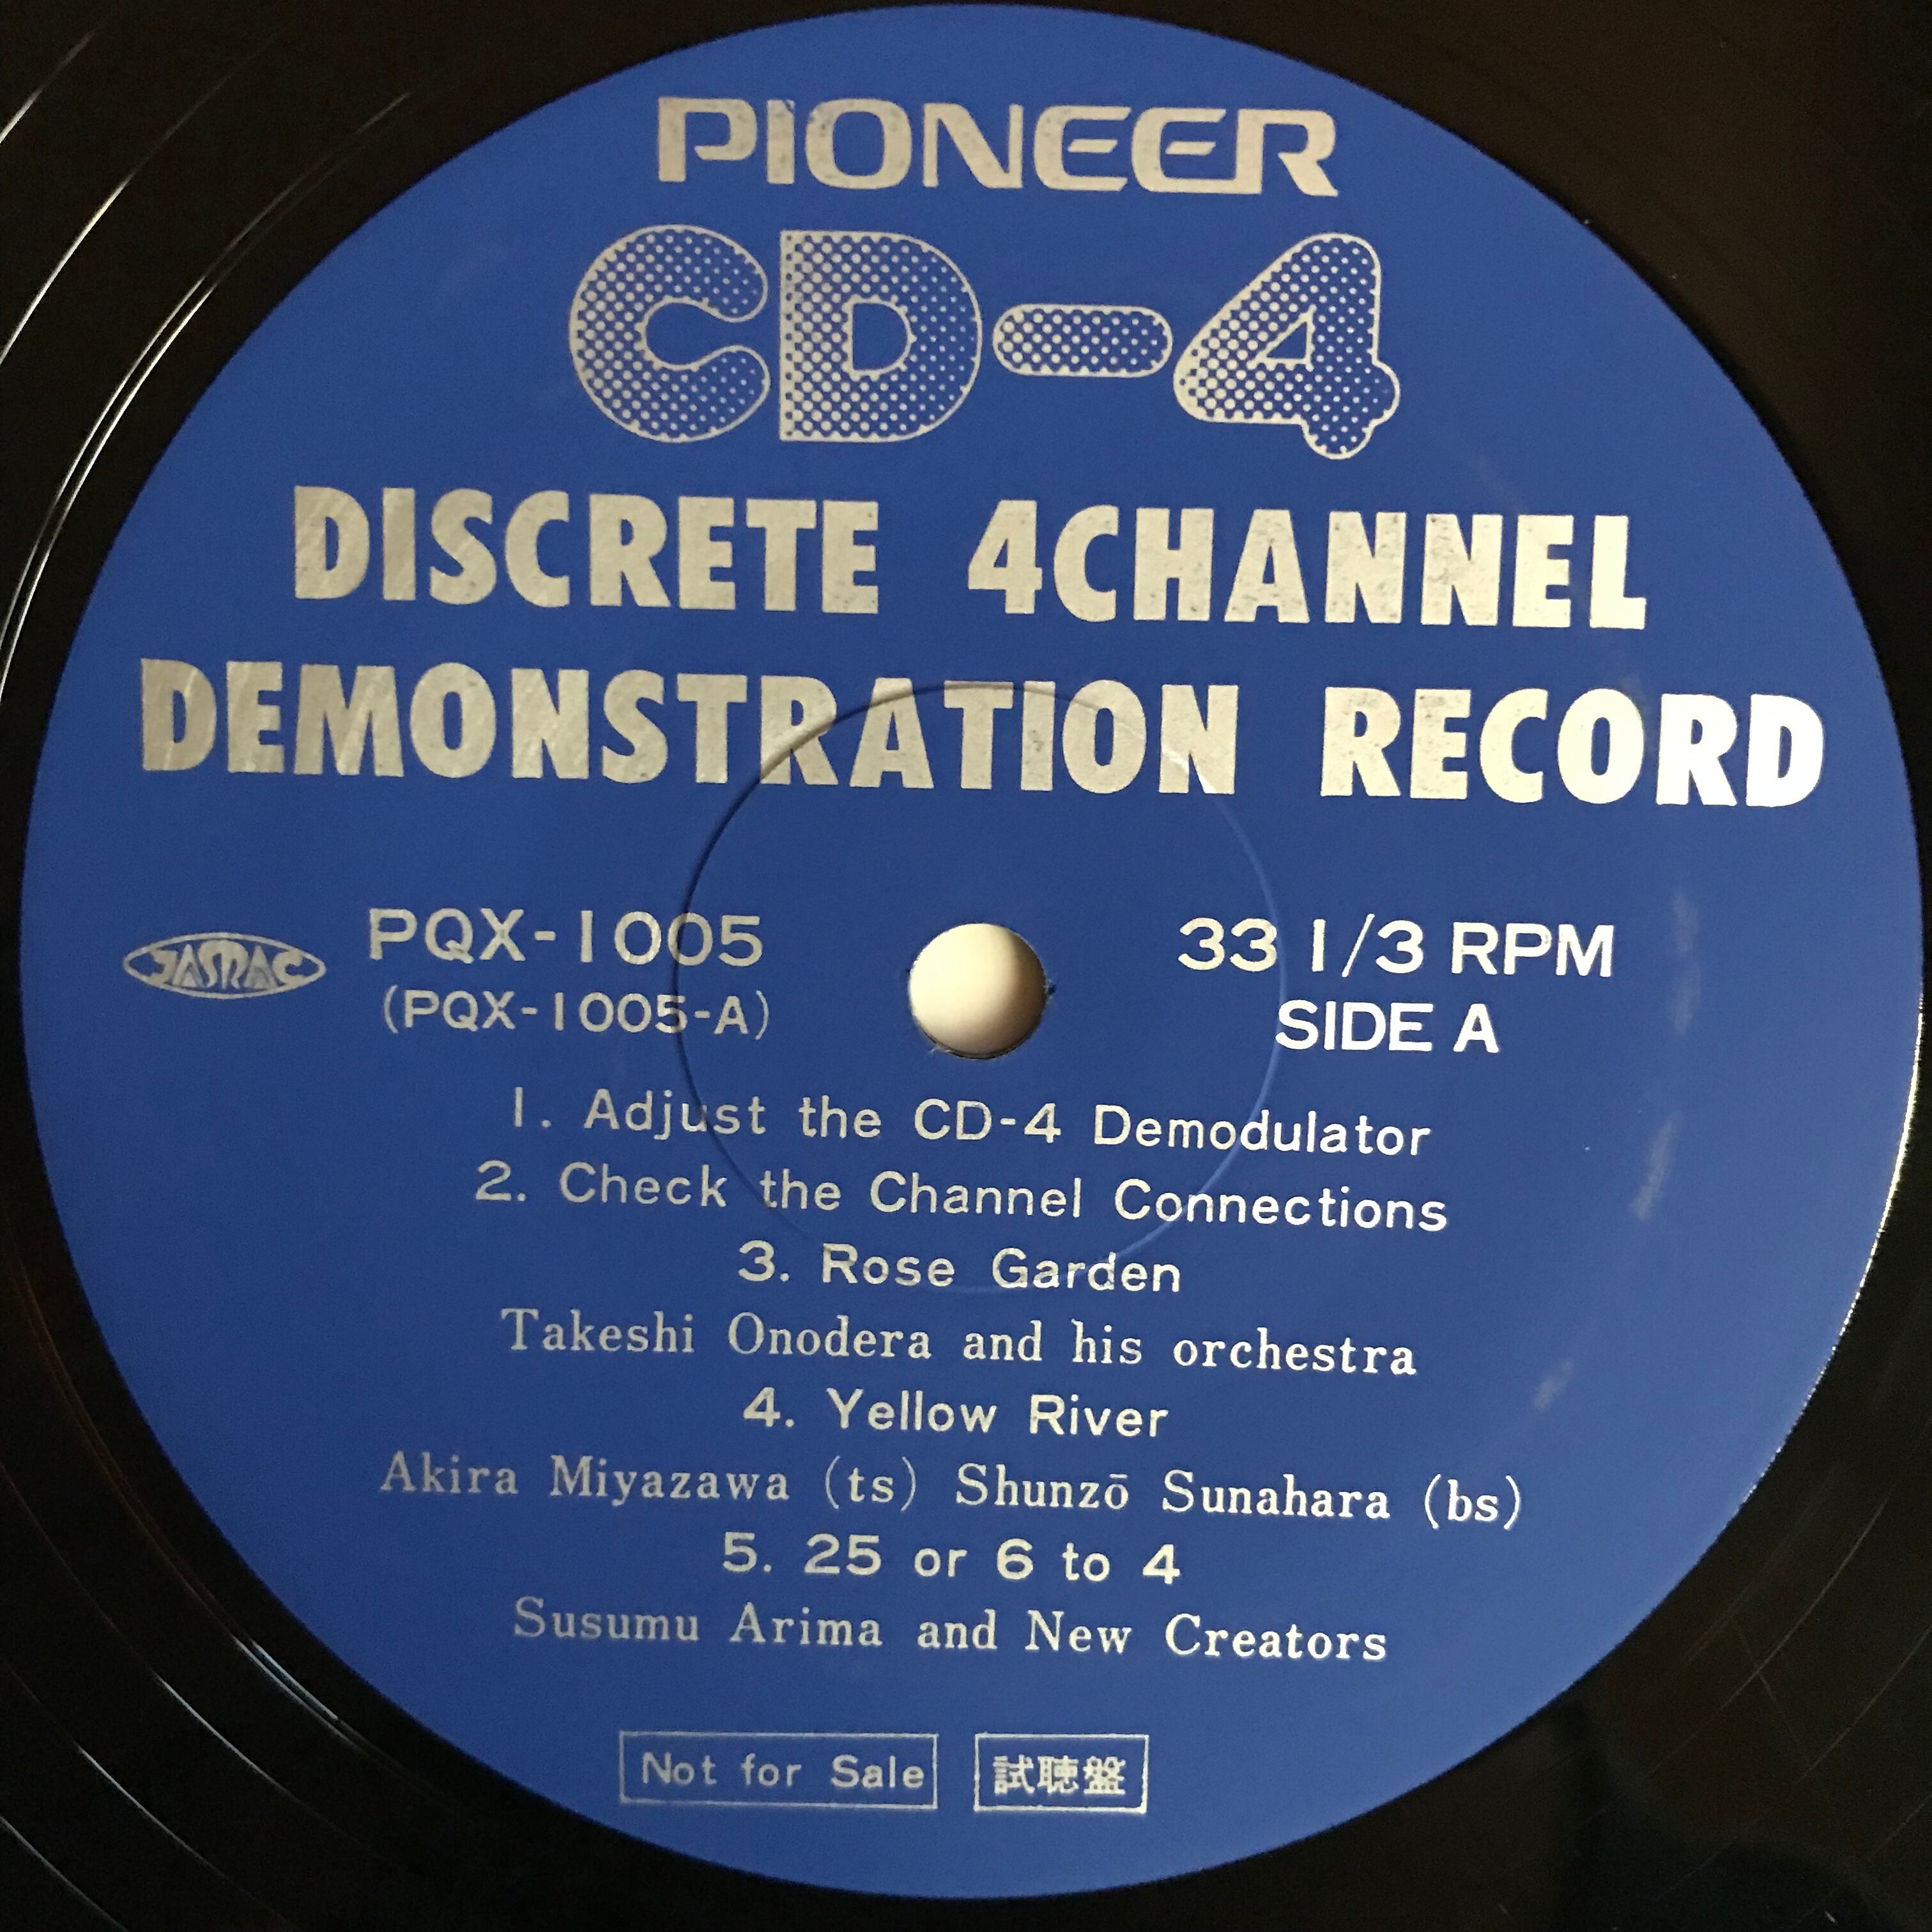 PIONEER
CD-4
DISCRETE 4CHANNEL
DEMONSTRATION RECORD
JASRAC
PQX-1005
(PQX-1005-A)
33 1/3 RPM
SIDE A
1. Adjust the CD-4 Demodulator
2. Check the Channel Connections
3. Rose Garden
Takeshi Onodera and his orchestra
4. Yellow River
Akira Miyazawa (ts) Shunzō Sunahara (bs)
5. 25 or 6 to 4
Susumu Arima and New Creators
Not for Sale 試聴盤